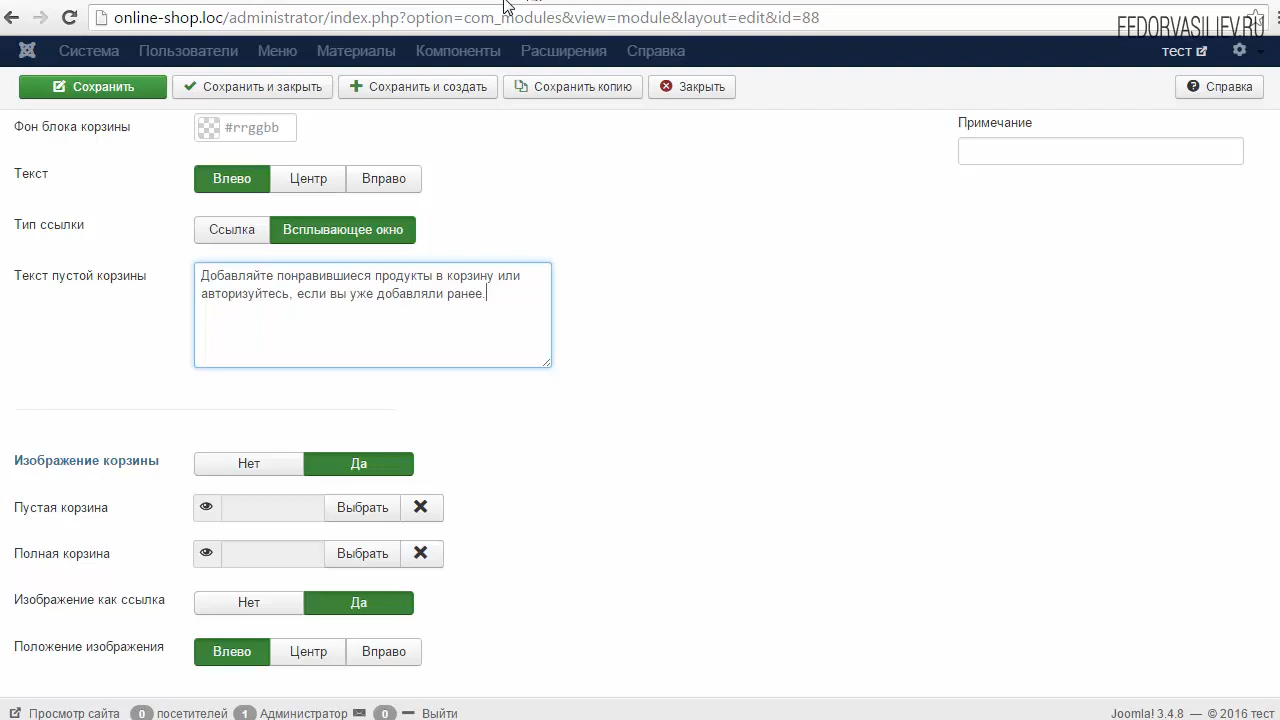 online-shop.loc/administrator/index.php?option=com_modules&view=module&layout=edit&id=88
FEDORVASILIEV.RU
Система Пользователи Меню Материалы Компоненты Расширения Справка тест
Сохранить Сохранить и закрыть Сохранить и создать Сохранить копию Закрыть Справка
Фон блока корзины #rrggbb
Примечание
Текст Влево Центр Вправо
Тип ссылки Ссылка Всплывающее окно
Текст пустой корзины
Добавляйте понравившиеся продукты в корзину или
авторизуйтесь, если вы уже добавляли ранее.
Изображение корзины Нет Да
Пустая корзина Выбрать
Полная корзина Выбрать
Изображение как ссылка Нет Да
Положение изображения Влево Центр Вправо
Просмотр сайта 0 посетителей 1 Администратор 0 Выйти Joomla! 3.4.8 — © 2016 тест